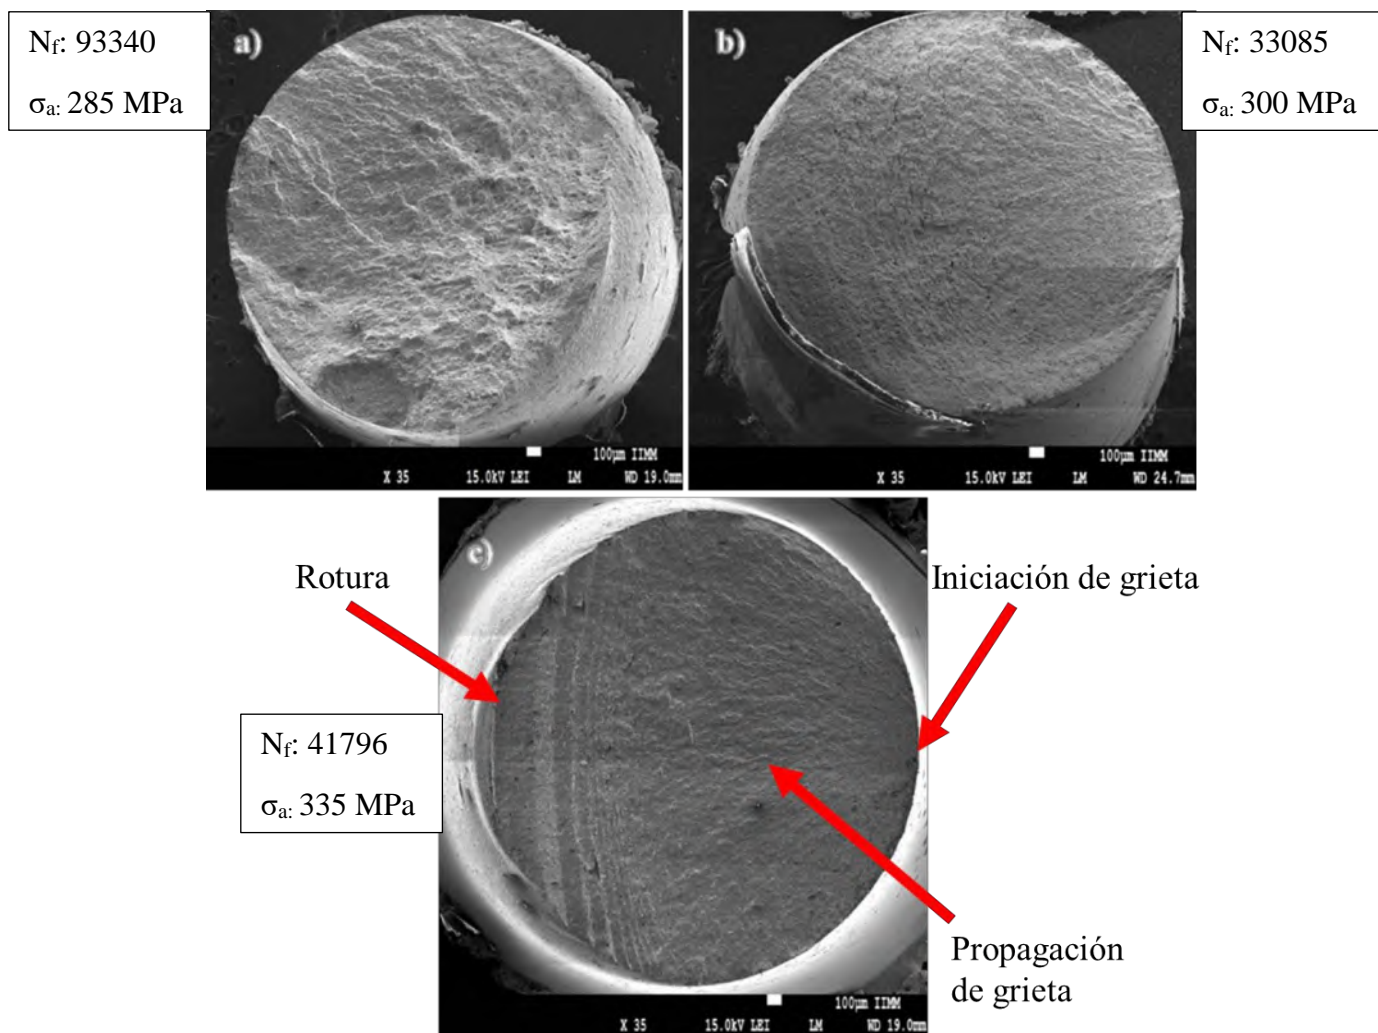 Nf: 93340
σa: 285 MPa
a)
b)
Nf: 33085
σa: 300 MPa
100µm IIMM
X 35 15.0kV LEI LM WD 19.0mm
100µm IIMM
X 35 15.0kV LEI LM WD 24.7mm
c)
Rotura
Iniciación de grieta
Nf: 41796
σa: 335 MPa
Propagación
de grieta
100µm IIMM
X 35 15.0kV LEI LM WD 19.0mm